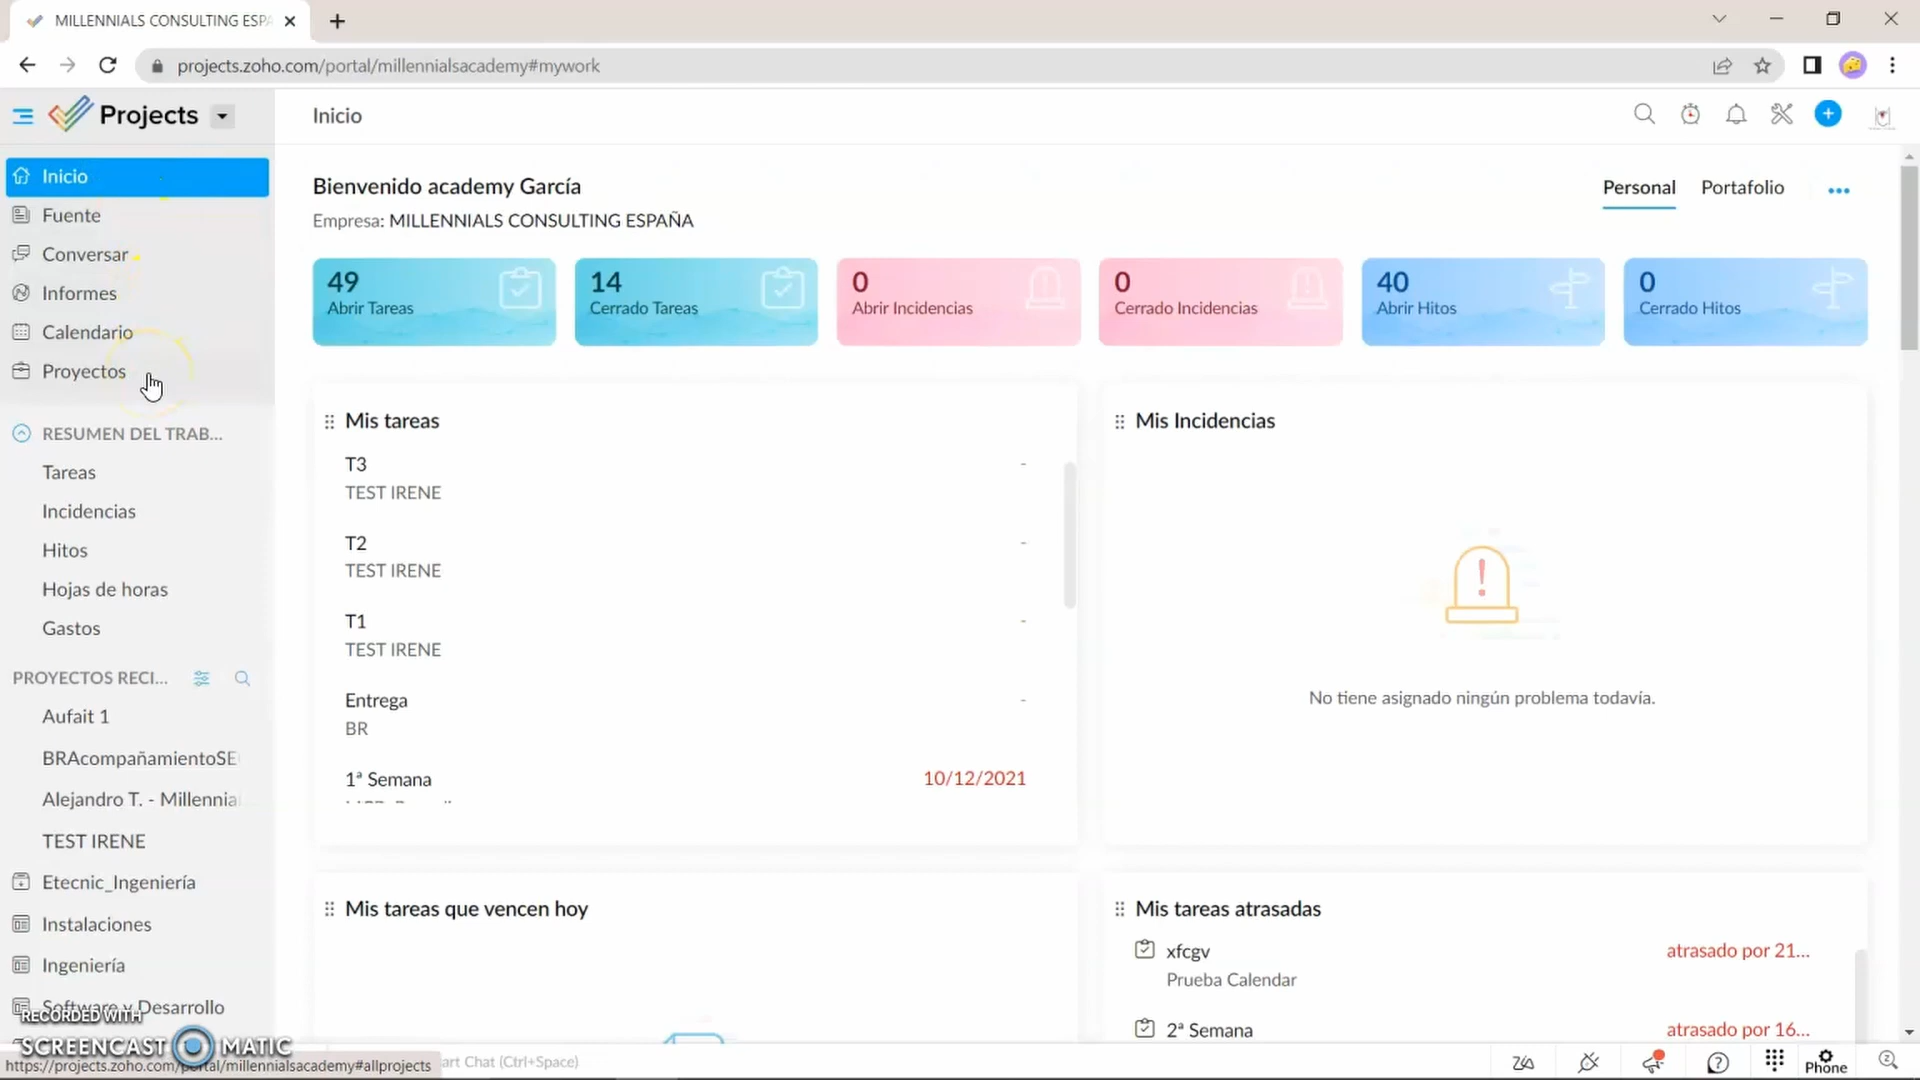 MILLENNIALS CONSULTING ESPA
projects.zoho.com/portal/millennialsacademy#mywork
Projects
Inicio
Inicio
Fuente
Conversar
Informes
Calendario
Proyectos
RESUMEN DEL TRAB...
Tareas
Incidencias
Hitos
Hojas de horas
Gastos
PROYECTOS RECI...
Aufait 1
BRAcompañamientoSE
Alejandro T. - Millennia
TEST IRENE
Etecnic_Ingeniería
Instalaciones
Ingeniería
Software y Desarrollo
RECORDED WITH
SCREENCAST MATIC
https://projects.zoho.com/portal/millennialsacademy#allprojects
Bienvenido academy García
Empresa: MILLENNIALS CONSULTING ESPAÑA
Personal
Portafolio
49
Abrir Tareas
14
Cerrado Tareas
0
Abrir Incidencias
0
Cerrado Incidencias
40
Abrir Hitos
0
Cerrado Hitos
Mis tareas
T3 -
TEST IRENE
T2 -
TEST IRENE
T1 -
TEST IRENE
Entrega -
BR
1ª Semana 10/12/2021
Mis Incidencias
No tiene asignado ningún problema todavía.
Mis tareas que vencen hoy
Mis tareas atrasadas
xfcgv atrasado por 21...
Prueba Calendar
2ª Semana atrasado por 16...
art Chat (Ctrl+Space)
Phone